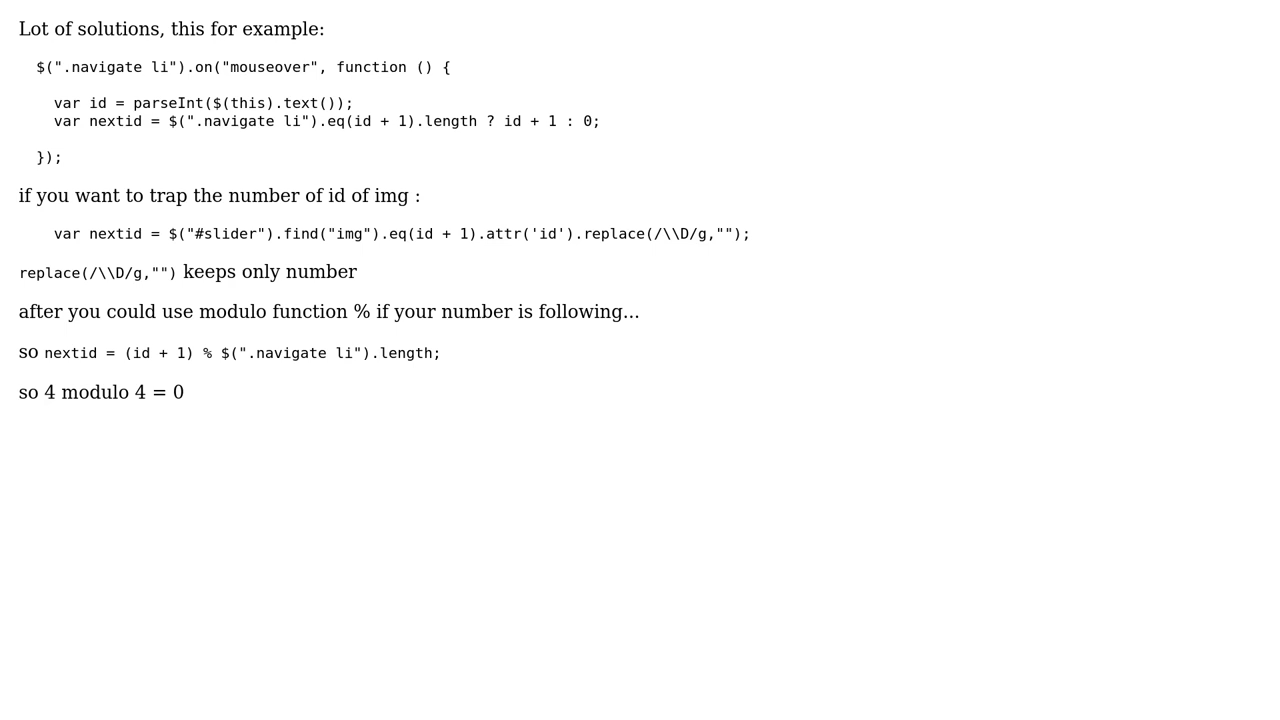 Lot of solutions, this for example:
$(".navigate li").on("mouseover", function () {
var id = parseInt($(this).text());
var nextid = $(".navigate li").eq(id + 1).length ? id + 1 : 0;
});
if you want to trap the number of id of img :
var nextid = $("#slider").find("img").eq(id + 1).attr('id').replace(/\\D/g,"");
replace(/\\D/g,"") keeps only number
after you could use modulo function % if your number is following...
so nextid = (id + 1) % $(".navigate li").length;
so 4 modulo 4 = 0